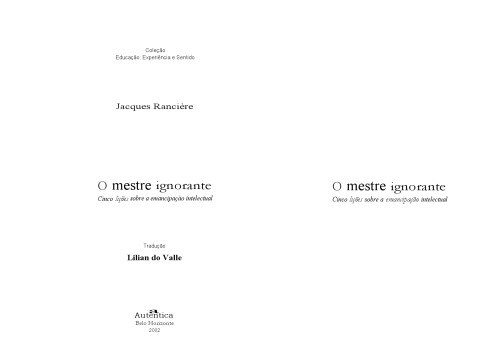 Coleção
Educação: Experiência e Sentido
Jacques Rancière
O mestre ignorante
Cinco lições sobre a emancipação intelectual
Tradução
Lílian do Valle
Autêntica
Belo Horizonte
2002
O mestre ignorante
Cinco lições sobre a emancipação intelectual